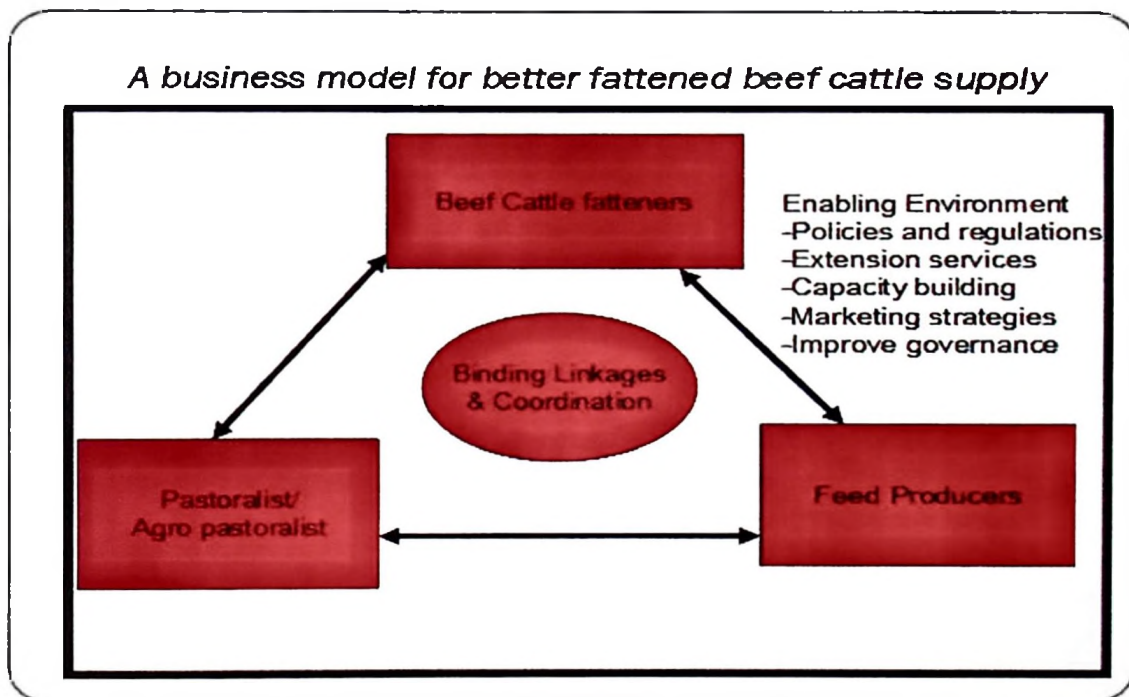 A business model for better fattened beef cattle supply
Beef Cattle fatteners
Enabling Environment
-Policies and regulations
-Extension services
-Capacity building
-Marketing strategies
-Improve governance
Binding Linkages
& Coordination
Pastoralist/
Agro pastoralist
Feed Producers